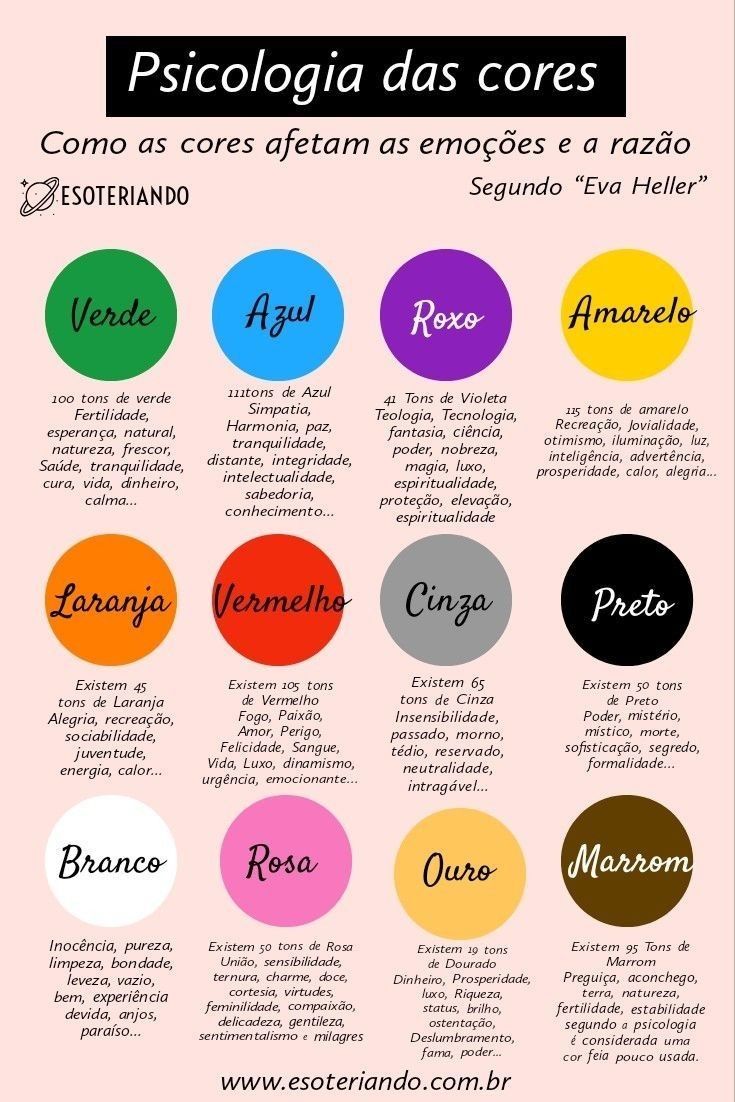 Psicologia das cores
Como as cores afetam as emoções e a razão
ESOTERIANDO
Segundo “Eva Heller”
Verde
100 tons de verde
Fertilidade,
esperança, natural,
natureza, frescor,
Saúde, tranquilidade,
cura, vida, dinheiro,
calma...
Azul
111tons de Azul
Simpatia,
Harmonia, paz,
tranquilidade,
distante, integridade,
intelectualidade,
sabedoria,
conhecimento...
Roxo
41 Tons de Violeta
Teologia, Tecnologia,
fantasia, ciência,
poder, nobreza,
magia, luxo,
espiritualidade,
proteção, elevação,
espiritualidade
Amarelo
115 tons de amarelo
Recreação, Jovialidade,
otimismo, iluminação, luz,
inteligência, advertência,
prosperidade, calor, alegria...
Laranja
Existem 45
tons de Laranja
Alegria, recreação,
sociabilidade,
juventude,
energia, calor...
Vermelho
Existem 105 tons
de Vermelho
Fogo, Paixão,
Amor, Perigo,
Felicidade, Sangue,
Vida, Luxo, dinamismo,
urgência, emocionante...
Cinza
Existem 65
tons de Cinza
Insensibilidade,
passado, morno,
tédio, reservado,
neutralidade,
intragável...
Preto
Existem 50 tons
de Preto
Poder, mistério,
místico, morte,
sofisticação, segredo,
formalidade...
Branco
Inocência, pureza,
limpeza, bondade,
leveza, vazio,
bem, experiência
devida, anjos,
paraíso...
Rosa
Existem 50 tons de Rosa
União, sensibilidade,
ternura, charme, doce,
cortesia, virtudes,
feminilidade, compaixão,
delicadeza, gentileza,
sentimentalismo e milagres
Ouro
Existem 19 tons
de Dourado
Dinheiro, Prosperidade,
luxo, Riqueza,
status, brilho,
ostentação,
Deslumbramento,
fama, poder...
Marrom
Existem 95 Tons de
Marrom
Preguiça, aconchego,
terra, natureza,
fertilidade, estabilidade
segundo a psicologia
é considerada uma
cor feia pouco usada.
www.esoteriando.com.br